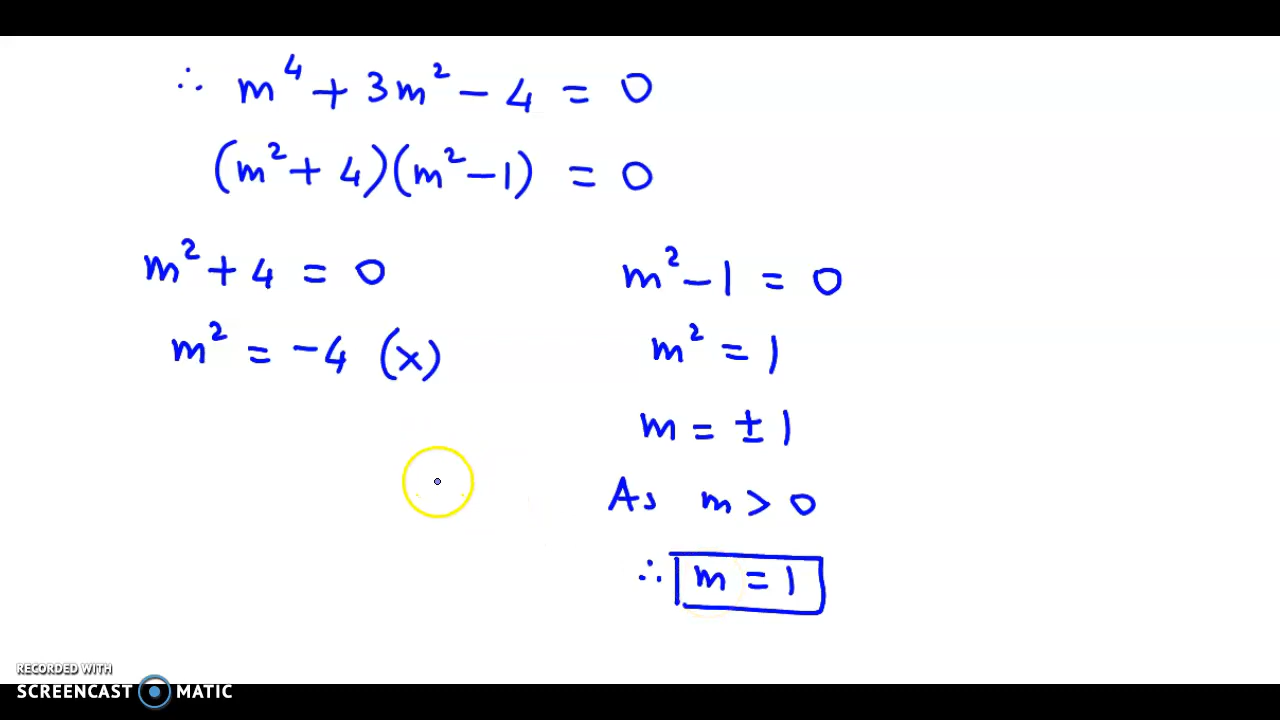 ∴ m⁴ + 3m² - 4 = 0
(m² + 4)(m² - 1) = 0
m² + 4 = 0
m² = -4 (x)
m² - 1 = 0
m² = 1
m = ± 1
As m > 0
∴ m = 1
RECORDED WITH
SCREENCAST MATIC